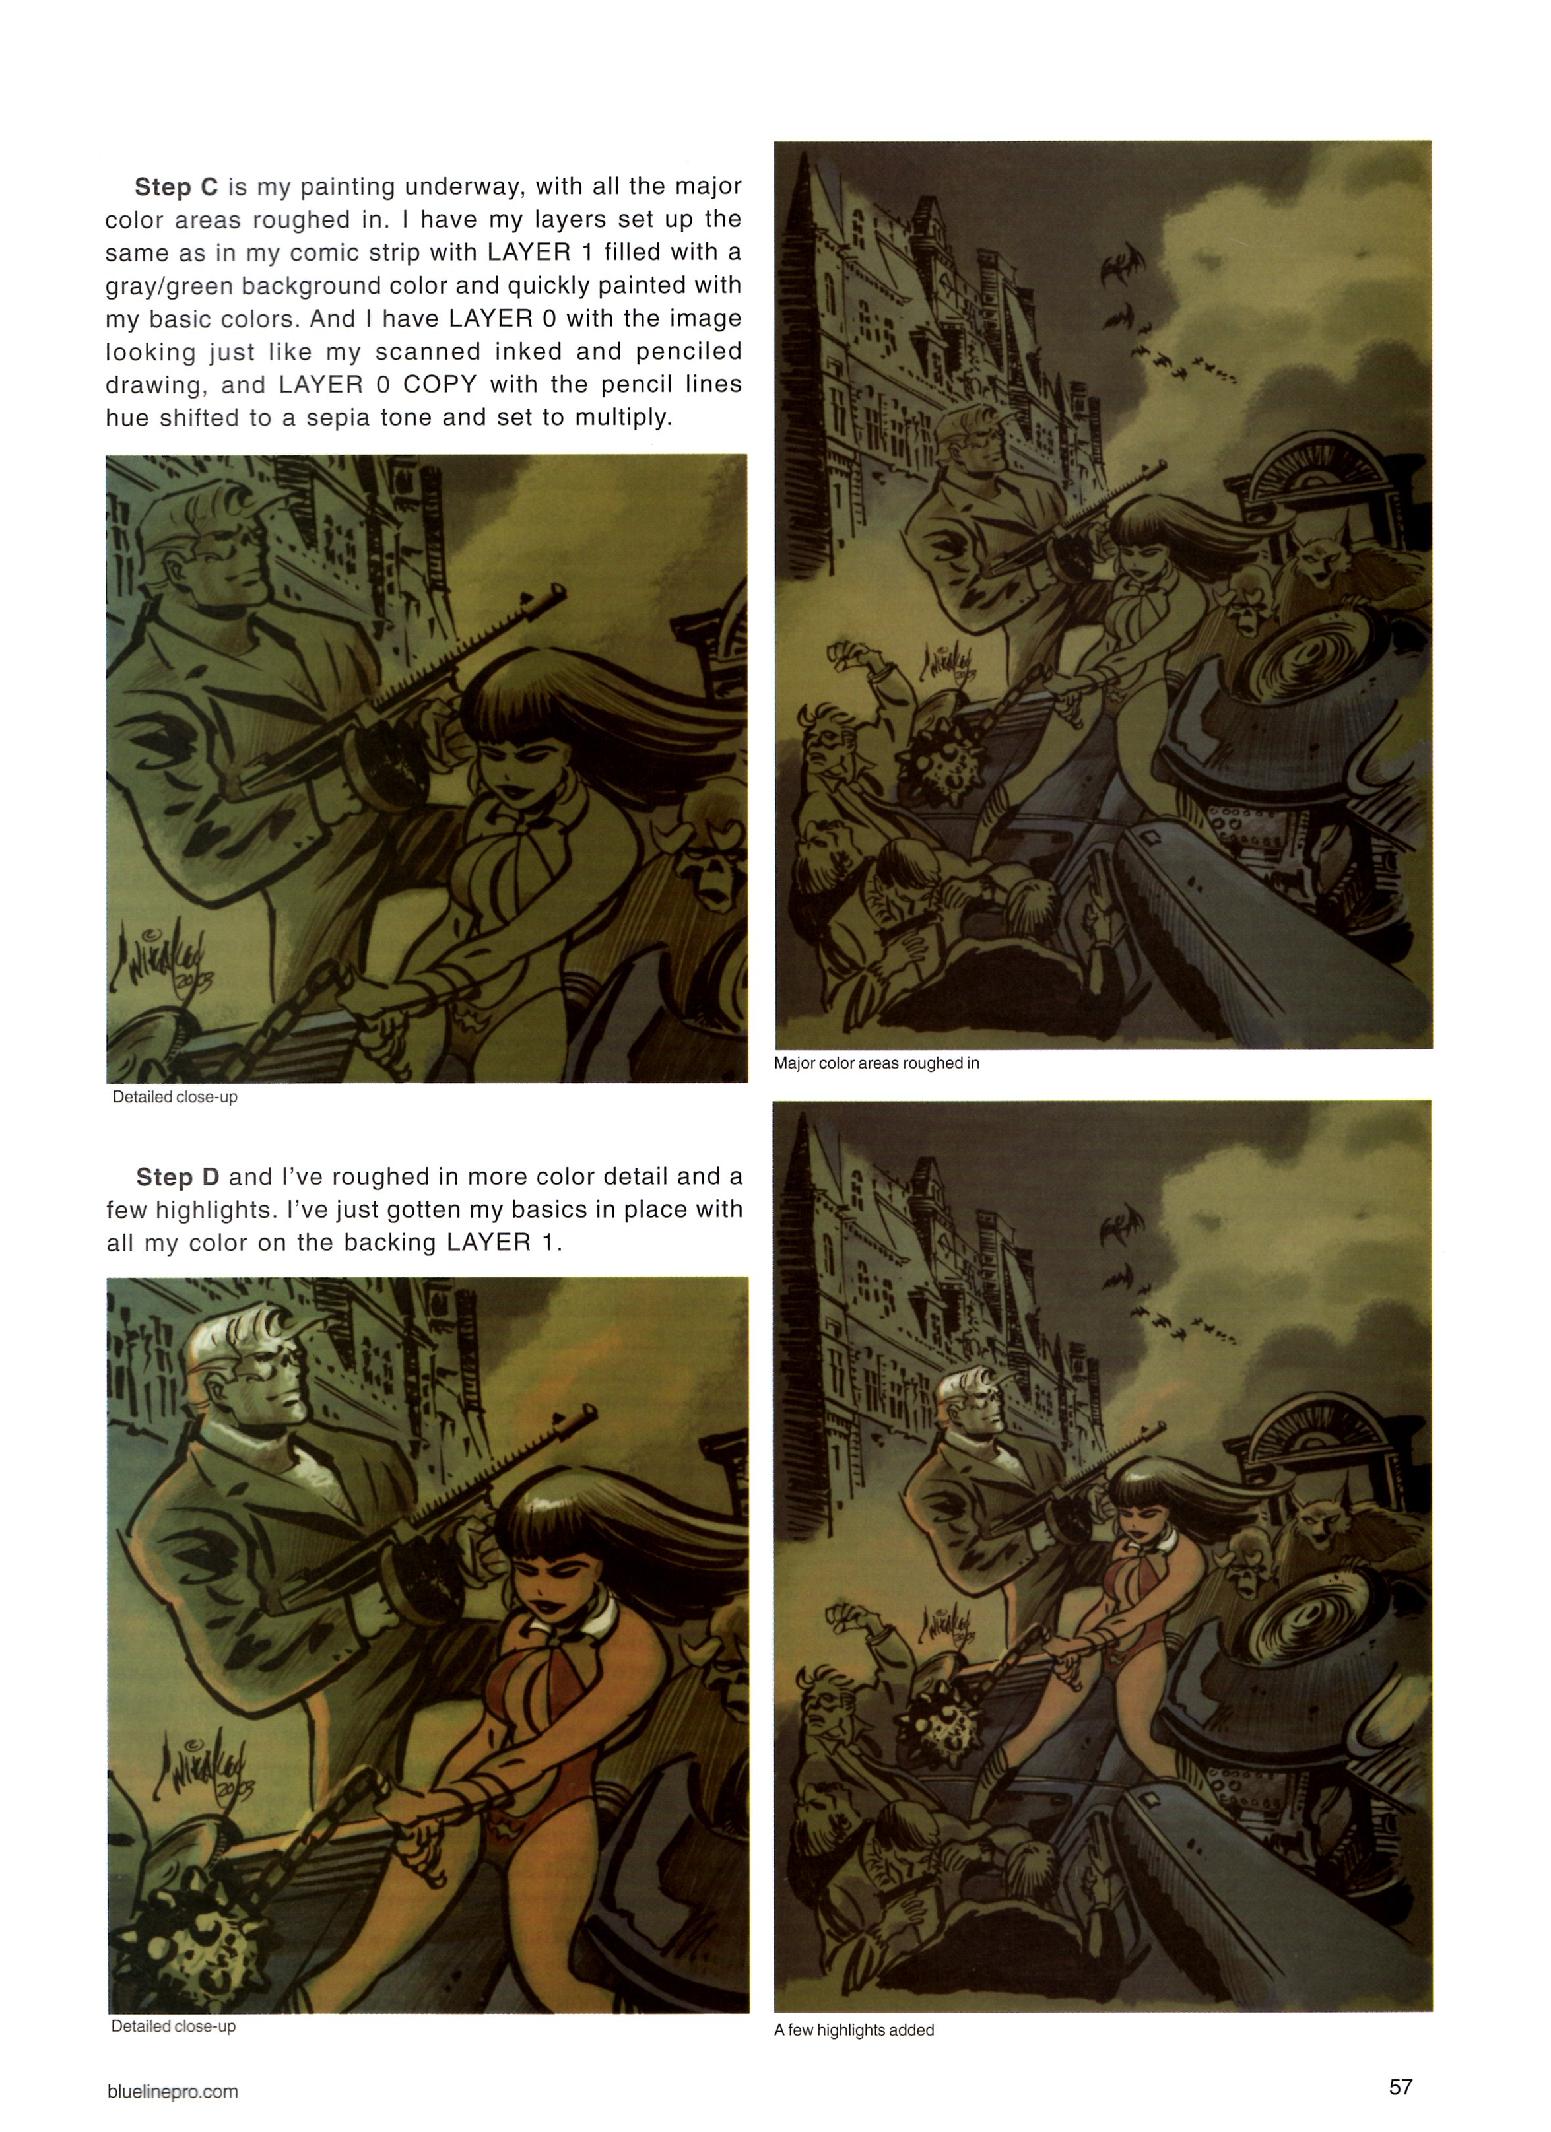 Step C is my painting underway, with all the major
color areas roughed in. I have my layers set up the
same as in my comic strip with LAYER 1 filled with a
gray/green background color and quickly painted with
my basic colors. And I have LAYER 0 with the image
looking just like my scanned inked and penciled
drawing, and LAYER 0 COPY with the pencil lines
hue shifted to a sepia tone and set to multiply.
©
2003
Detailed close-up
©
2003
Major color areas roughed in
Step D and I've roughed in more color detail and a
few highlights. I've just gotten my basics in place with
all my color on the backing LAYER 1.
©
2003
Detailed close-up
©
2003
A few highlights added
bluelinepro.com
57